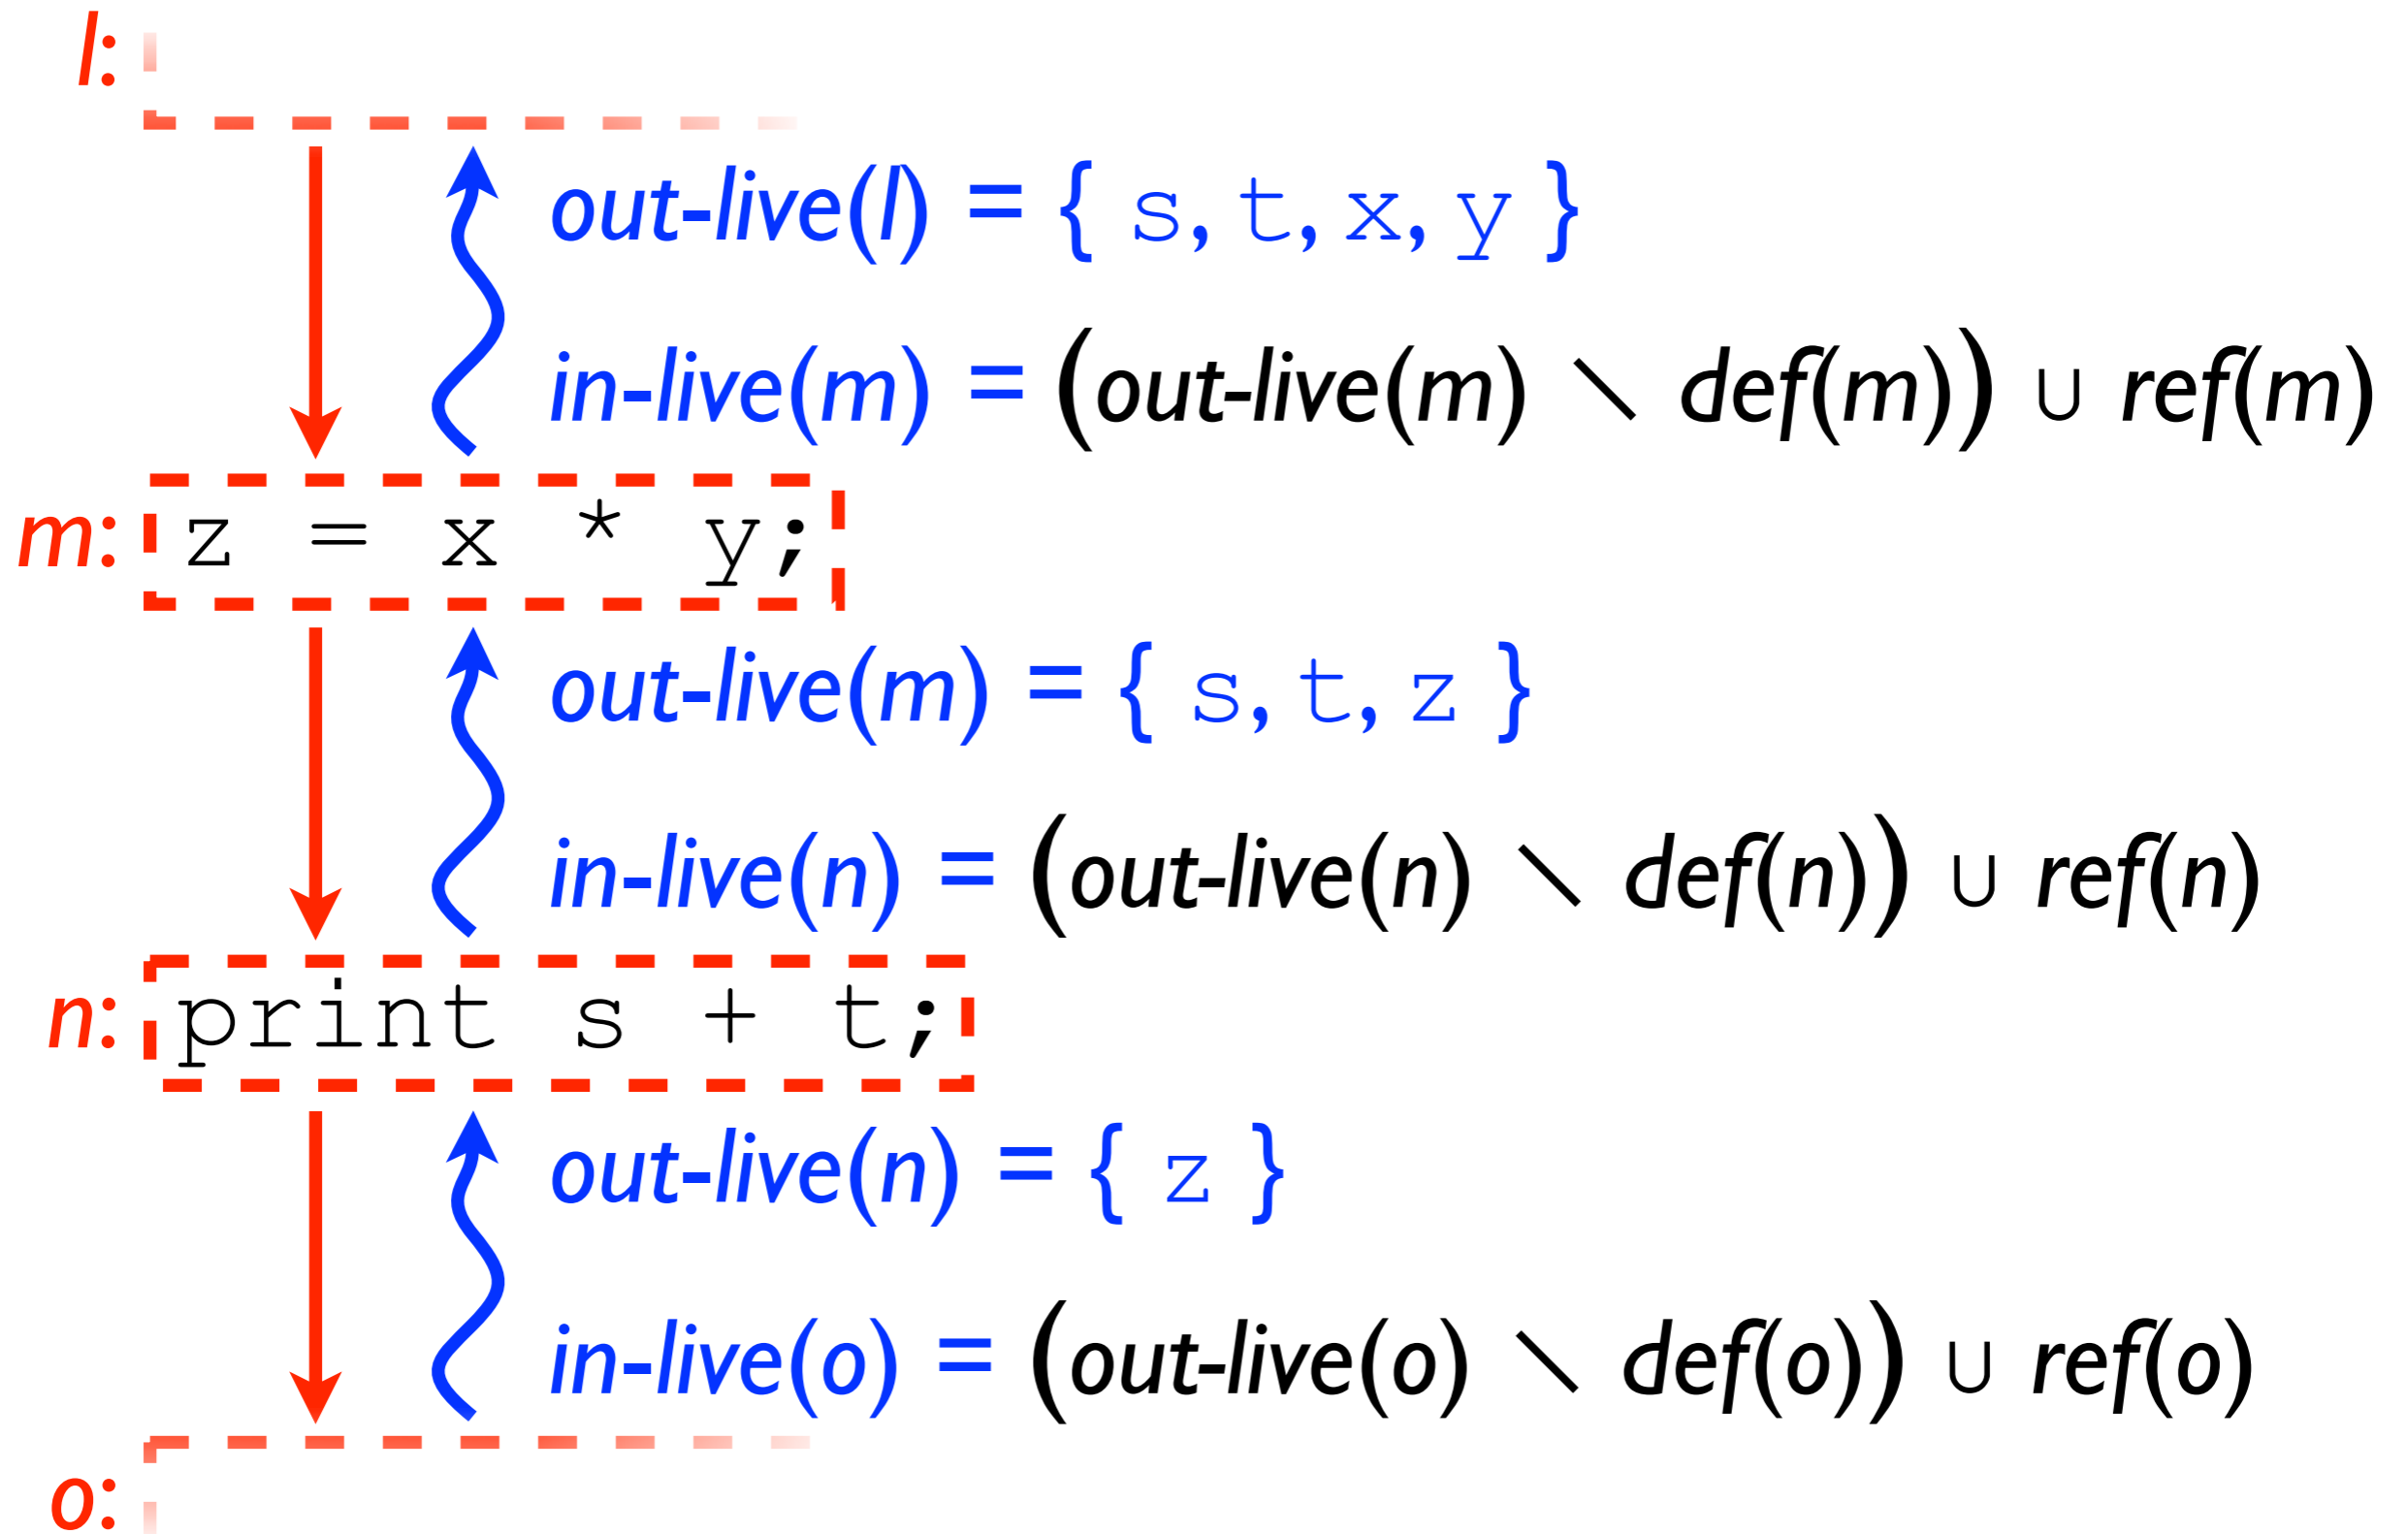 l:
out-live(l) = { s, t, x, y }
in-live(m) = (out-live(m) ∖ def(m)) ∪ ref(m)
m: z = x * y;
out-live(m) = { s, t, z }
in-live(n) = (out-live(n) ∖ def(n)) ∪ ref(n)
n: print s + t;
out-live(n) = { z }
in-live(o) = (out-live(o) ∖ def(o)) ∪ ref(o)
o: